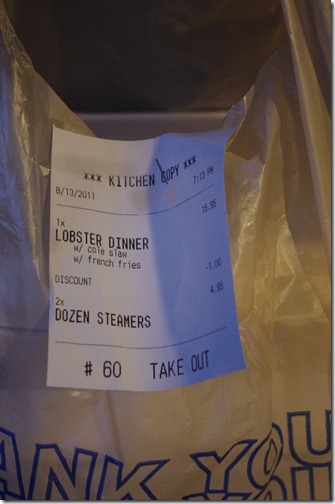 *** KITCHEN COPY ***
8/13/2011 7:13 PM
15.95
1x
LOBSTER DINNER
w/ cole slaw
w/ french fries
-1.00
DISCOUNT
4.95
2x
DOZEN STEAMERS
# 60 TAKE OUT
ANK YOU
YOU